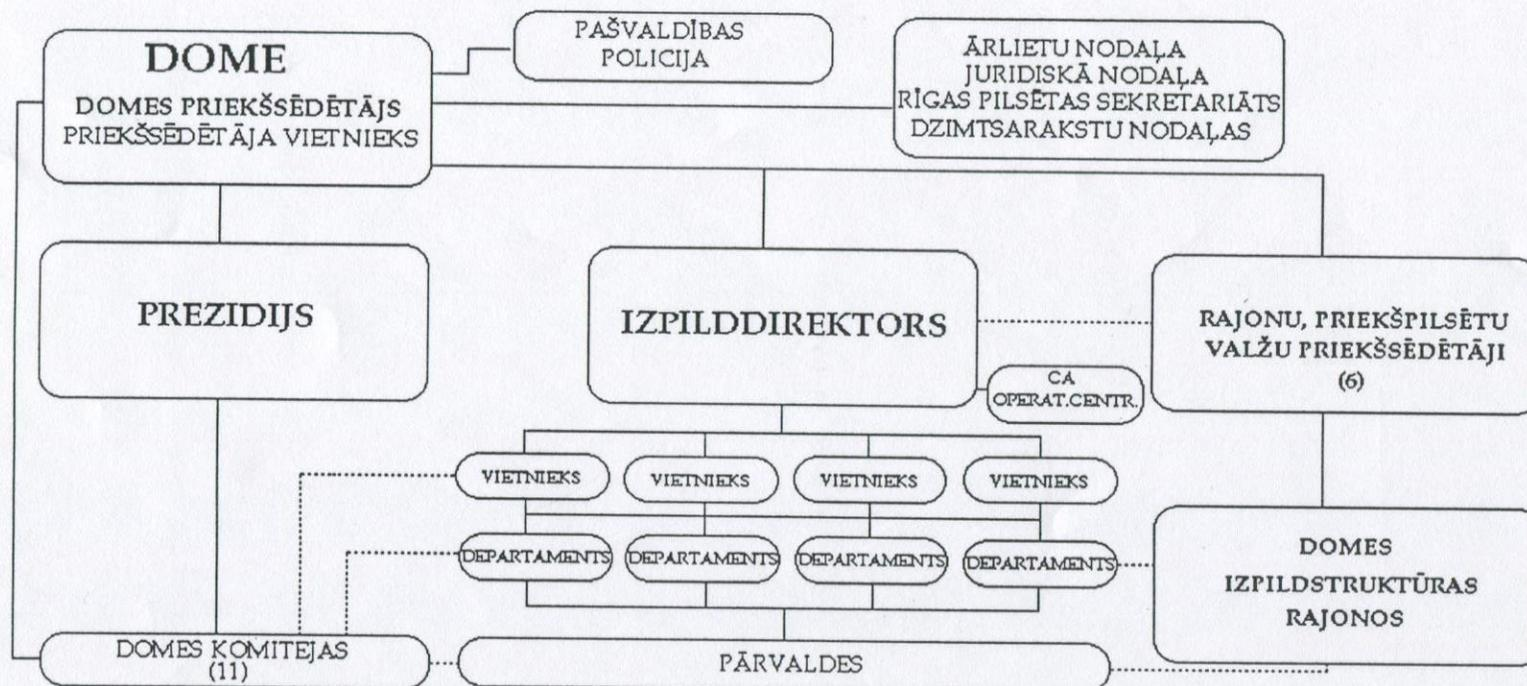 DOME
DOMES PRIEKŠSĒDĒTĀJS
PRIEKŠSĒDĒTĀJA VIETNIEKS
PAŠVALDĪBAS
POLICIJA
ĀRLIETU NODAĻA
JURIDISKĀ NODAĻA
RĪGAS PILSĒTAS SEKRETARIĀTS
DZIMTSARAKSTU NODAĻAS
PREZIDIJS
IZPILDDIREKTORS
RAJONU, PRIEKŠPILSĒTU
VALŽU PRIEKŠSĒDĒTĀJI
(6)
CA
OPERAT.CENTR.
VIETNIEKS
VIETNIEKS
VIETNIEKS
VIETNIEKS
DEPARTAMENTS
DEPARTAMENTS
DEPARTAMENTS
DEPARTAMENTS
DOMES
IZPILDSTRUKTŪRAS
RAJONOS
DOMES KOMITEJAS
(11)
PĀRVALDES